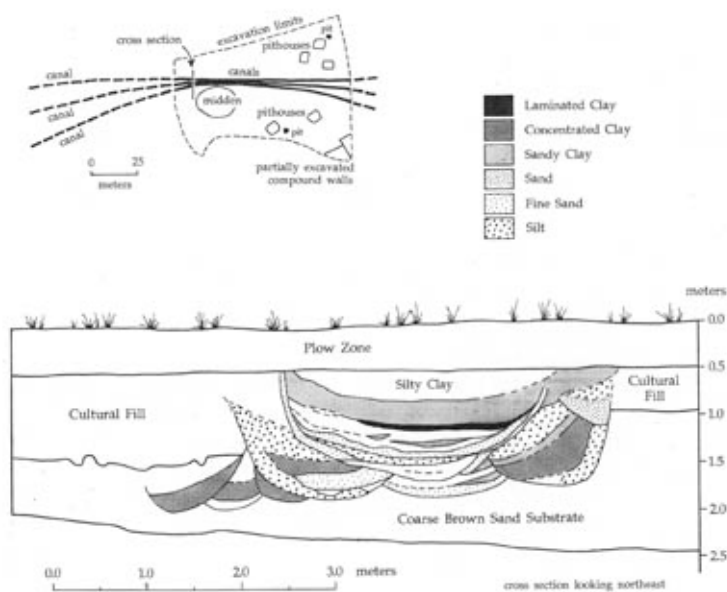 excavation limits
pit
cross section
pithouses
canal
canals
canal
midden
canal
pithouses
pit
0 25
meters
partially excavated
compound walls
Laminated Clay
Concentrated Clay
Sandy Clay
Sand
Fine Sand
Silt
meters
0.0
Plow Zone
0.5
Silty Clay
Cultural
Fill
Cultural Fill
1.0
1.5
Coarse Brown Sand Substrate
2.0
2.5
0.0 1.0 2.0 meters 3.0
cross section looking northeast